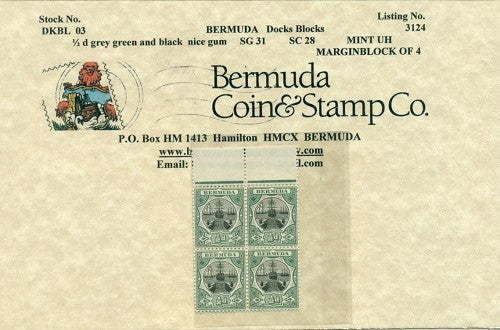 Stock No.
DKBL 03
BERMUDA Docks Blocks
Listing No.
3124
½ d grey green and black nice gum SG 31 SC 28 MINT UH
MARGINBLOCK OF 4
Bermuda
Coin&Stamp Co.
P.O. Box HM 1413 Hamilton HMCX BERMUDA
Email:
BERMUDA BERMUDA
BERMUDA BERMUDA